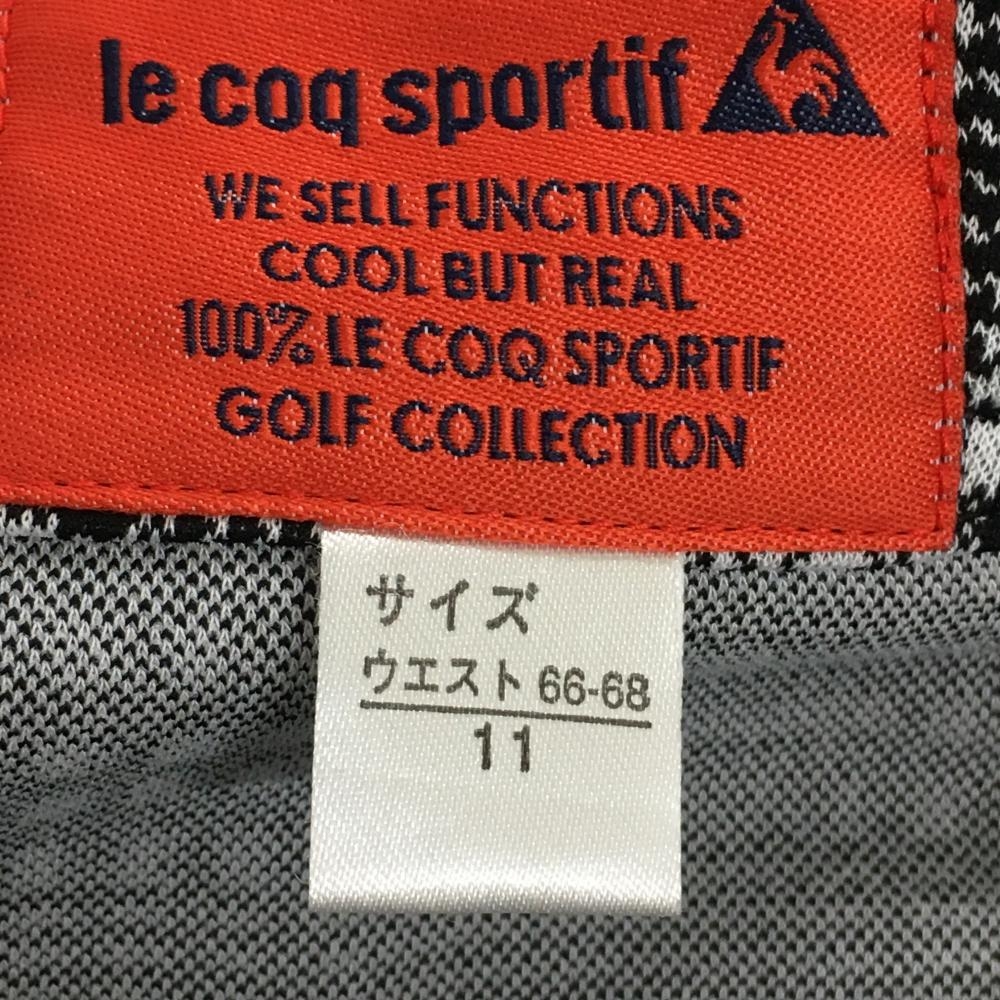 le coq sportif
WE SELL FUNCTIONS
COOL BUT REAL
100% LE COQ SPORTIF
GOLF COLLECTION
サイズ
ウエスト 66-68
11